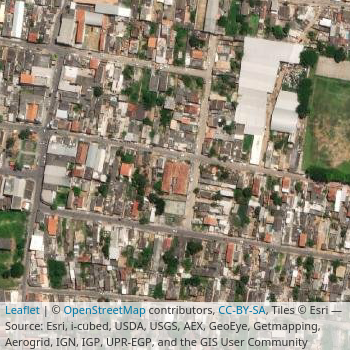 Leaflet | © OpenStreetMap contributors, CC-BY-SA, Tiles © Esri —
Source: Esri, i-cubed, USDA, USGS, AEX, GeoEye, Getmapping,
Aerogrid, IGN, IGP, UPR-EGP, and the GIS User Community